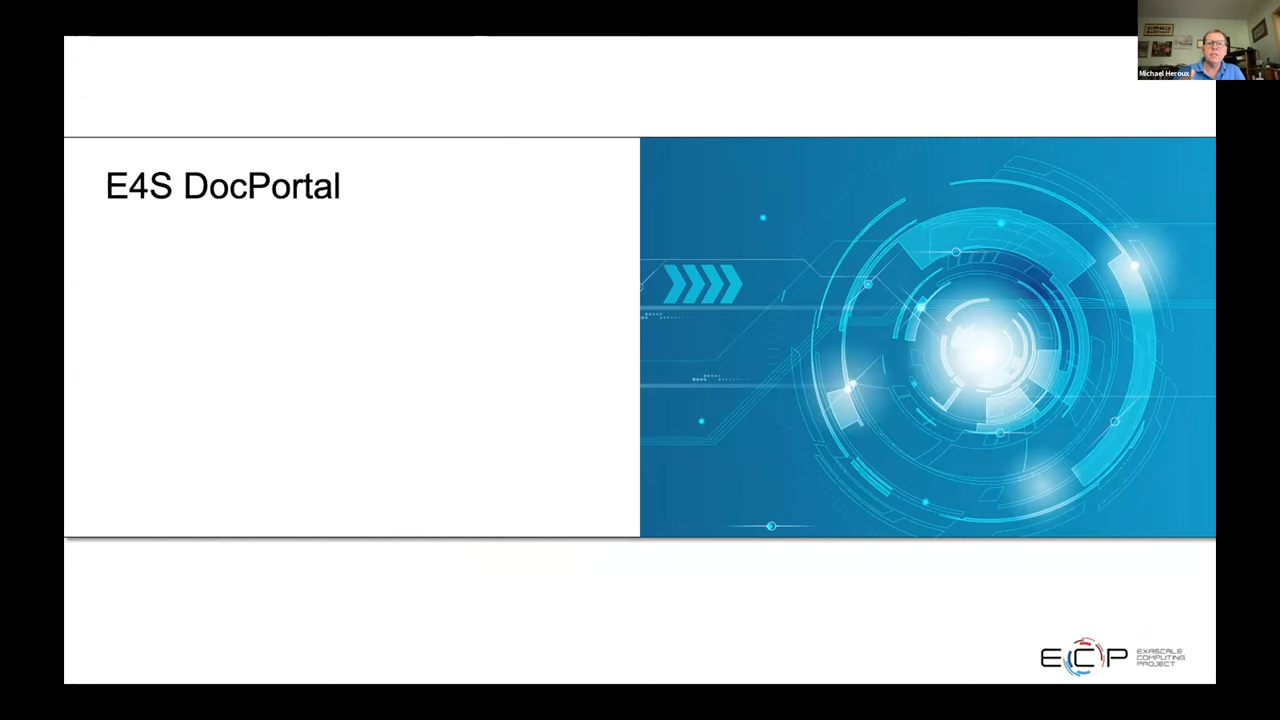 Michael Heroux
E4S DocPortal
ECP
EXASCALE
COMPUTING
PROJECT